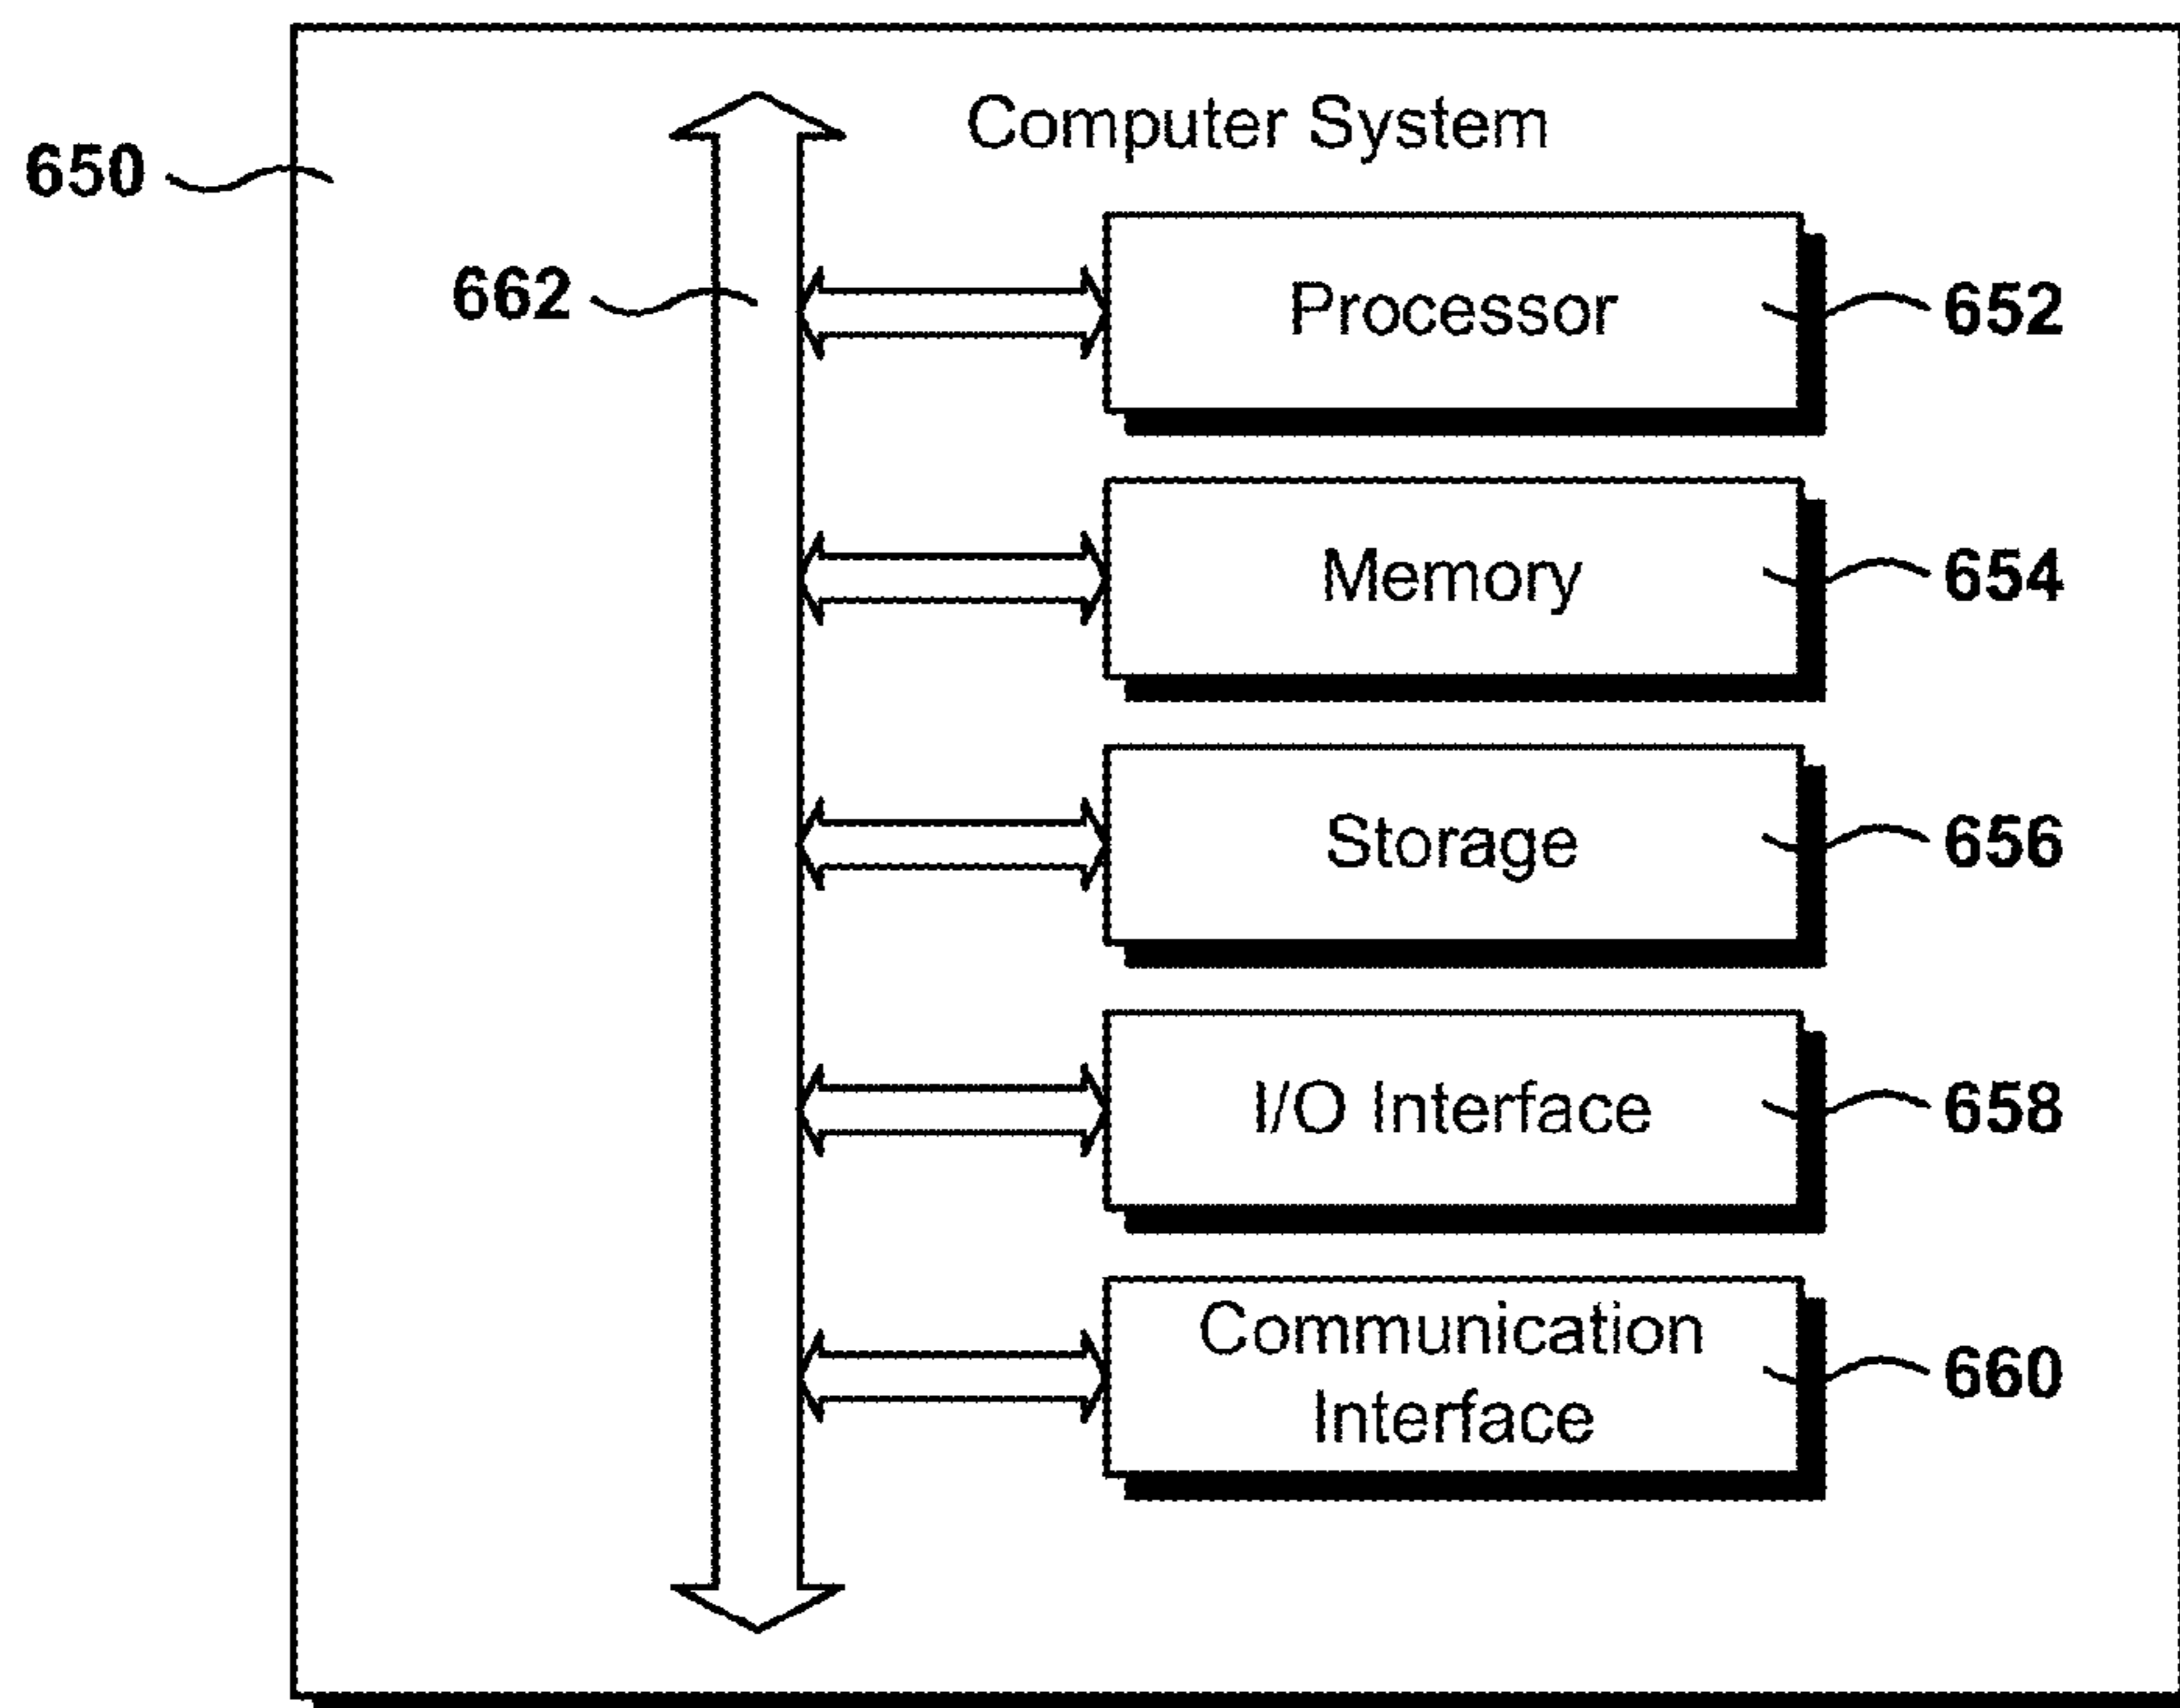 Computer System
650
662
Processor
652
Memory
654
Storage
656
I/O Interface
658
Communication
Interface
660